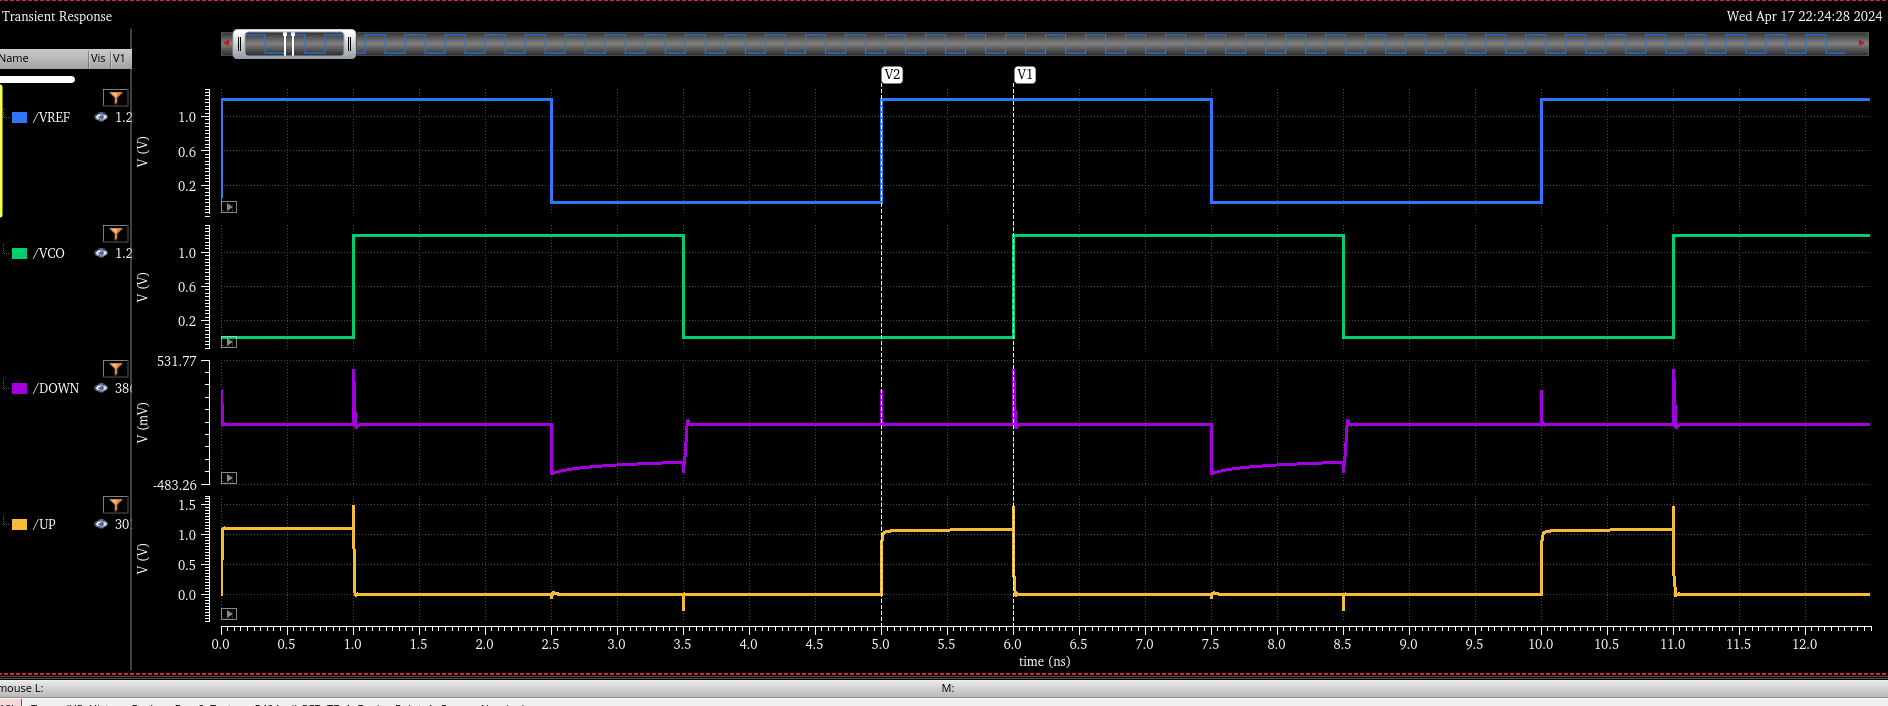 Transient Response
Wed Apr 17 22:24:28 2024
Name Vis V1
V2 V1
/VREF 1.2
V (V)
1.0
0.6
0.2
/VCO 1.2
V (V)
1.0
0.6
0.2
/DOWN 38
V (mV)
531.77
-483.26
/UP 30
V (V)
1.5
1.0
0.5
0.0
0.0 0.5 1.0 1.5 2.0 2.5 3.0 3.5 4.0 4.5 5.0 5.5 6.0 6.5 7.0 7.5 8.0 8.5 9.0 9.5 10.0 10.5 11.0 11.5 12.0
time (ns)
mouse L: M: